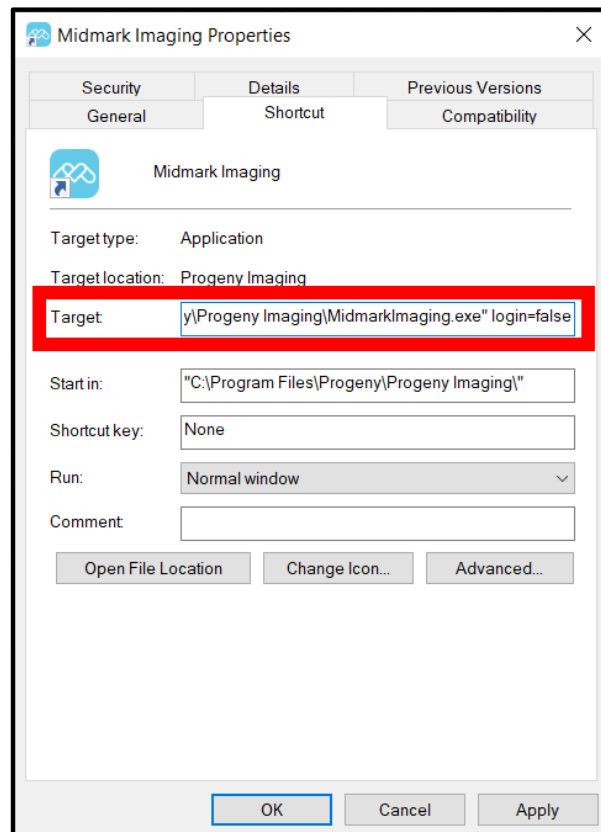 Midmark Imaging Properties
Security Details Previous Versions
General Shortcut Compatibility
Midmark Imaging
Target type: Application
Target location: Progeny Imaging
Target: y\Progeny Imaging\MidmarkImaging.exe" login=false
Start in: "C:\Program Files\Progeny\Progeny Imaging\"
Shortcut key: None
Run: Normal window
Comment:
Open File Location Change Icon... Advanced...
OK Cancel Apply